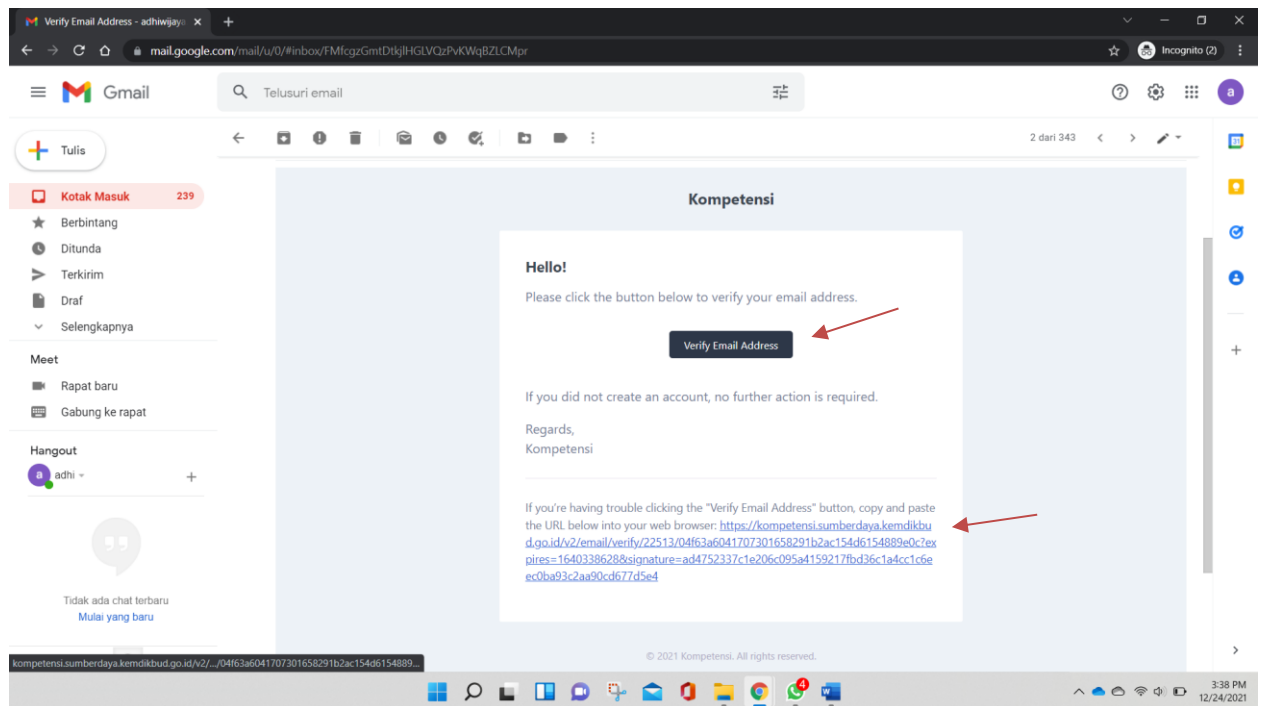 Verify Email Address - adhiwijaya
mail.google.com/mail/u/0/#inbox/FMfcgzGmtDtkjlHGLVQzPvKWqBZLCMpr
Incognito (2)
Gmail
Telusuri email
a
Tulis
2 dari 343
31
Kotak Masuk 239
Berbintang
Ditunda
Terkirim
Draf
Selengkapnya
Meet
Rapat baru
Gabung ke rapat
Hangout
a adhi
Tidak ada chat terbaru
Mulai yang baru
Kompetensi
Hello!
Please click the button below to verify your email address.
Verify Email Address
If you did not create an account, no further action is required.
Regards,
Kompetensi
If you're having trouble clicking the "Verify Email Address" button, copy and paste
the URL below into your web browser: https://kompetensi.sumberdaya.kemdikbu
d.go.id/v2/email/verify/22513/04f63a6041707301658291b2ac154d6154889e0c?ex
pires=1640338628&signature=ad4752337c1e206c095a4159217fbd36c1a4cc1c6e
ec0ba93c2aa90cd677d5e4
© 2021 Kompetensi. All rights reserved.
kompetensi.sumberdaya.kemdikbud.go.id/v2/.../04f63a6041707301658291b2ac154d6154889...
4
3:38 PM
12/24/2021